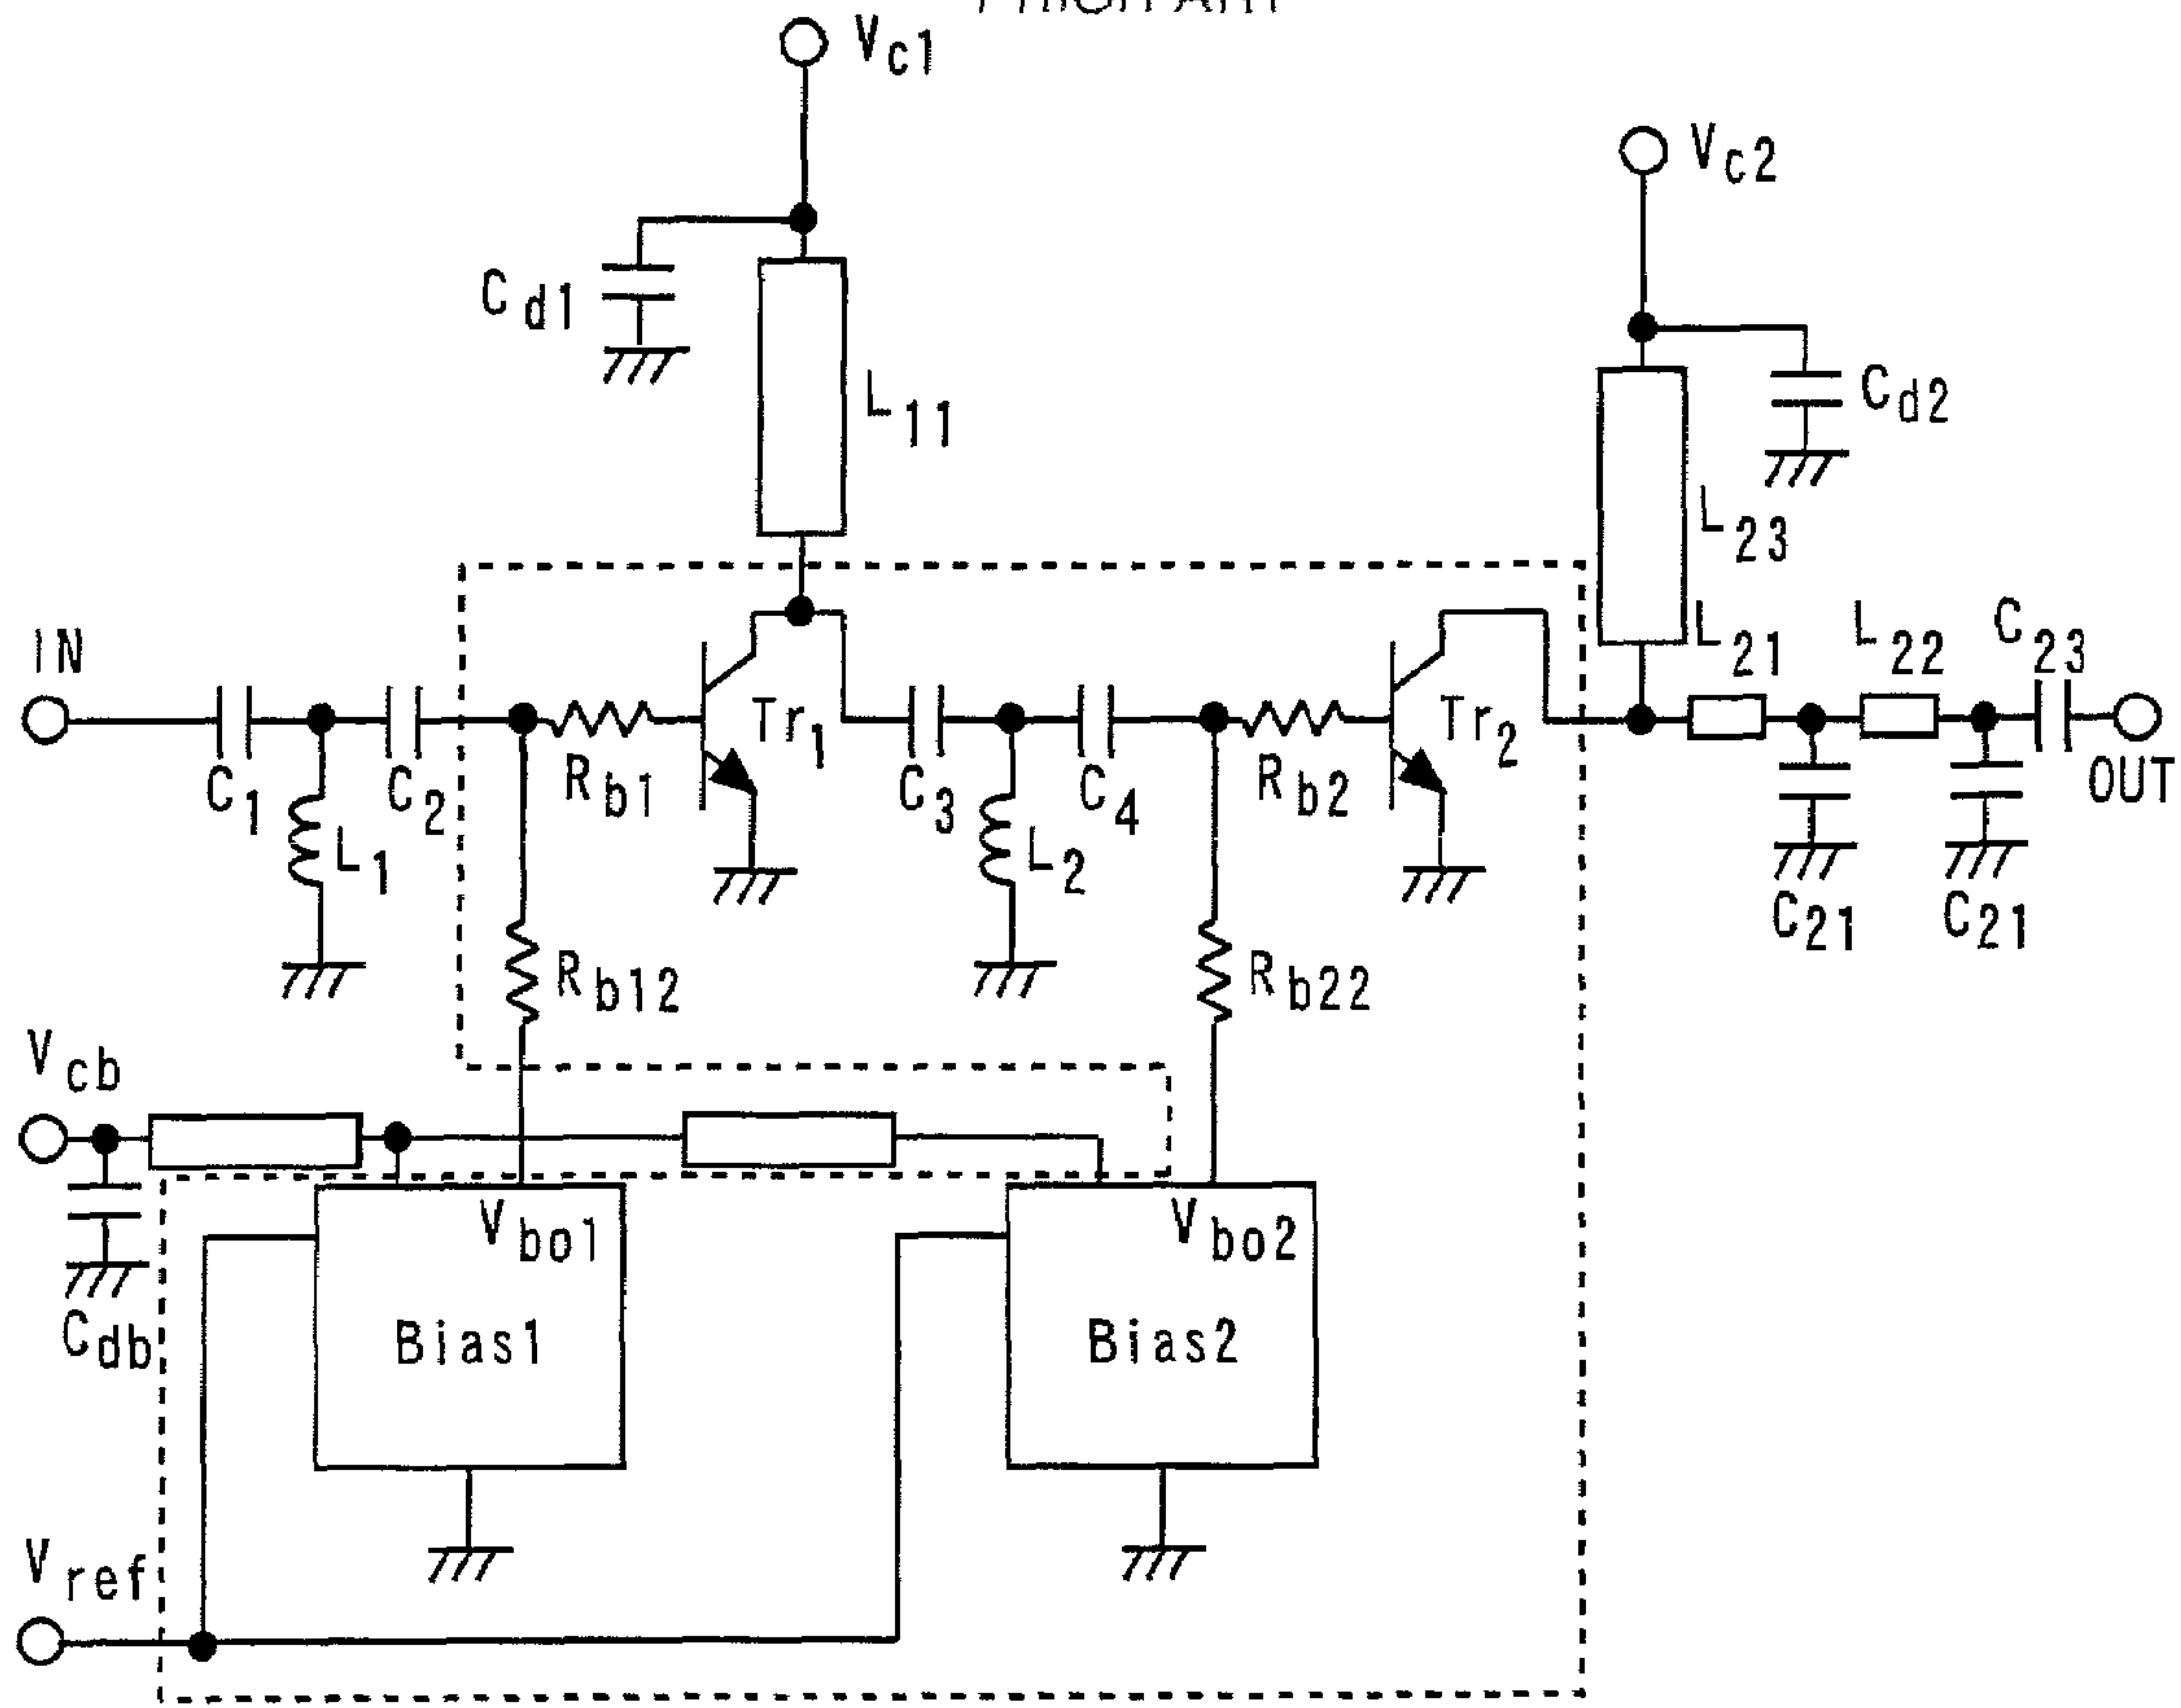 Vc1
Vc2
Cd1
L11
Cd2
L23
IN
L21
L22
C23
Tr1
Tr2
C1
C2
Rb1
C3
C4
Rb2
OUT
L1
L2
C21
C21
Rb12
Rb22
Vcb
Vbo1
Vbo2
Cdb
Bias1
Bias2
Vref